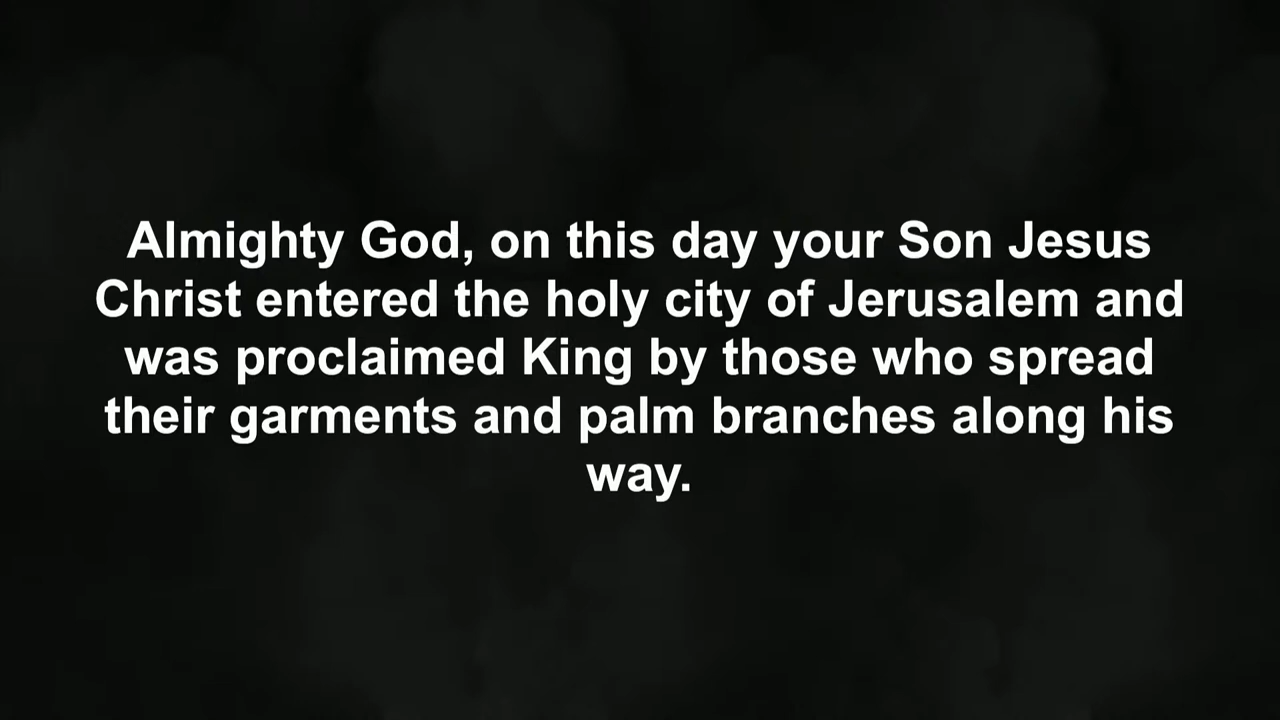 Almighty God, on this day your Son Jesus
Christ entered the holy city of Jerusalem and
was proclaimed King by those who spread
their garments and palm branches along his
way.